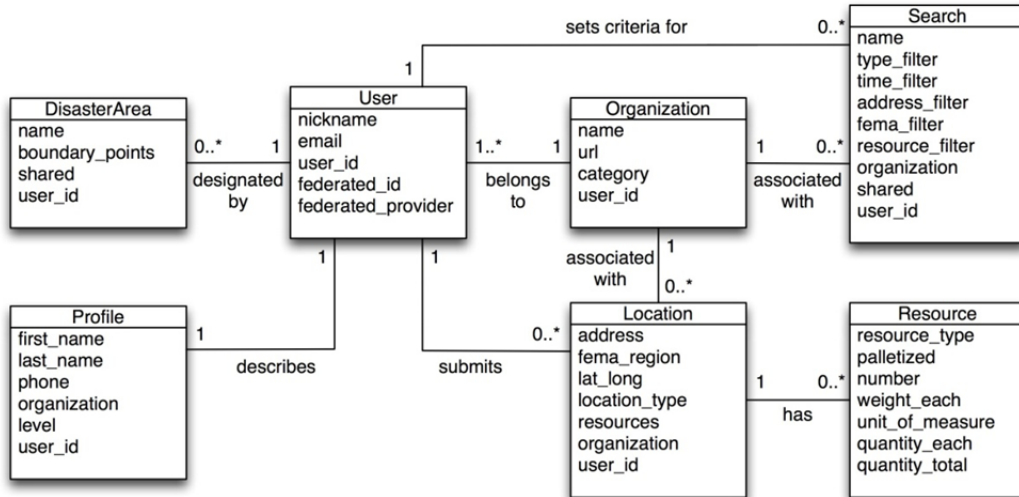 Search
name
type_filter
time_filter
address_filter
fema_filter
resource_filter
organization
shared
user_id
sets criteria for
0..*
1
DisasterArea
name
boundary_points
shared
user_id
0..*
1
designated
by
User
nickname
email
user_id
federated_id
federated_provider
1..*
1
belongs
to
Organization
name
url
category
user_id
1
0..*
associated
with
1
associated
with
0..*
1
1
Profile
first_name
last_name
phone
organization
level
user_id
1
describes
0..*
submits
Location
address
fema_region
lat_long
location_type
resources
organization
user_id
1
0..*
has
Resource
resource_type
palletized
number
weight_each
unit_of_measure
quantity_each
quantity_total